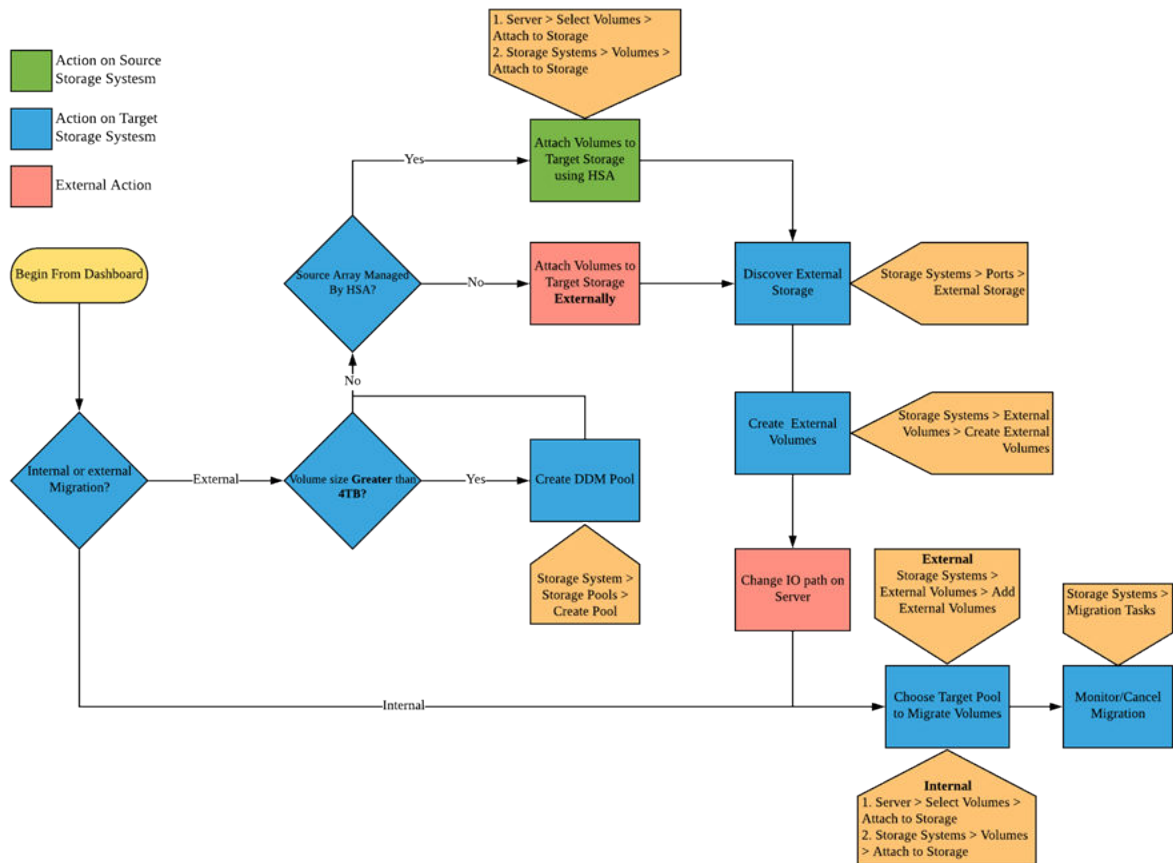 1. Server > Select Volumes >
Attach to Storage
2. Storage Systems > Volumes >
Attach to Storage
Action on Source
Storage Systesm
Action on Target
Storage Systesm
External Action
Yes
Attach Volumes to
Target Storage
using HSA
Begin From Dashboard
Source Array Managed
By HSA?
No
Attach Volumes to
Target Storage
Externally
Discover External
Storage
Storage Systems > Ports >
External Storage
No
Internal or external
Migration?
External
Volume size Greater than
4TB?
Yes
Create DDM Pool
Create External
Volumes
Storage Systems > External
Volumes > Create External
Volumes
Storage System >
Storage Pools >
Create Pool
Change IO path on
Server
External
Storage Systems >
External Volumes > Add
External Volumes
Storage Systems >
Migration Tasks
Internal
Choose Target Pool
to Migrate Volumes
Monitor/Cancel
Migration
Internal
1. Server > Select Volumes >
Attach to Storage
2. Storage Systems > Volumes
> Attach to Storage